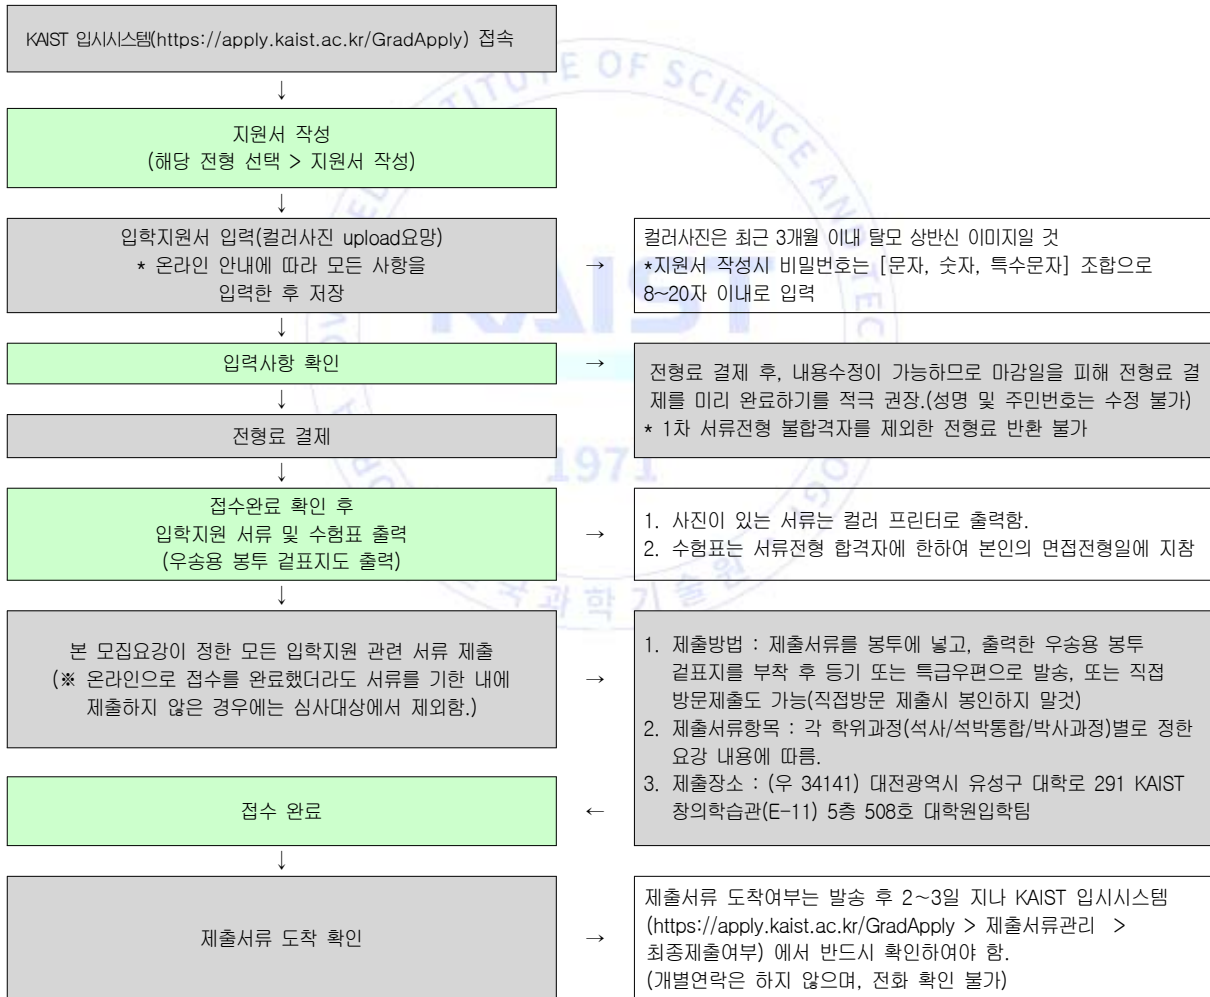 KAIST 입시시스템(https://apply.kaist.ac.kr/GradApply) 접속
↓
지원서 작성
(해당 전형 선택 > 지원서 작성)
↓
입학지원서 입력(컬러사진 upload요망)
* 온라인 안내에 따라 모든 사항을
입력한 후 저장
→
컬러사진은 최근 3개월 이내 탈모 상반신 이미지일 것
*지원서 작성시 비밀번호는 [문자, 숫자, 특수문자] 조합으로
8~20자 이내로 입력
↓
입력사항 확인
→
전형료 결제 후, 내용수정이 가능하므로 마감일을 피해 전형료 결
제를 미리 완료하기를 적극 권장.(성명 및 주민번호는 수정 불가)
* 1차 서류전형 불합격자를 제외한 전형료 반환 불가
↓
전형료 결제
↓
접수완료 확인 후
입학지원 서류 및 수험표 출력
(우송용 봉투 겉표지도 출력)
→
1. 사진이 있는 서류는 컬러 프린터로 출력함.
2. 수험표는 서류전형 합격자에 한하여 본인의 면접전형일에 지참
↓
본 모집요강이 정한 모든 입학지원 관련 서류 제출
(※ 온라인으로 접수를 완료했더라도 서류를 기한 내에
제출하지 않은 경우에는 심사대상에서 제외함.)
→
1. 제출방법 : 제출서류를 봉투에 넣고, 출력한 우송용 봉투
겉표지를 부착 후 등기 또는 특급우편으로 발송, 또는 직접
방문제출도 가능(직접방문 제출시 봉인하지 말것)
2. 제출서류항목 : 각 학위과정(석사/석박통합/박사과정)별로 정한
요강 내용에 따름.
3. 제출장소 : (우 34141) 대전광역시 유성구 대학로 291 KAIST
창의학습관(E-11) 5층 508호 대학원입학팀
접수 완료
←
↓
제출서류 도착 확인
→
제출서류 도착여부는 발송 후 2~3일 지나 KAIST 입시시스템
(https://apply.kaist.ac.kr/GradApply > 제출서류관리 >
최종제출여부) 에서 반드시 확인하여야 함.
(개별연락은 하지 않으며, 전화 확인 불가)
KAIST
1971
OF SCIENCE AND
과학기술원